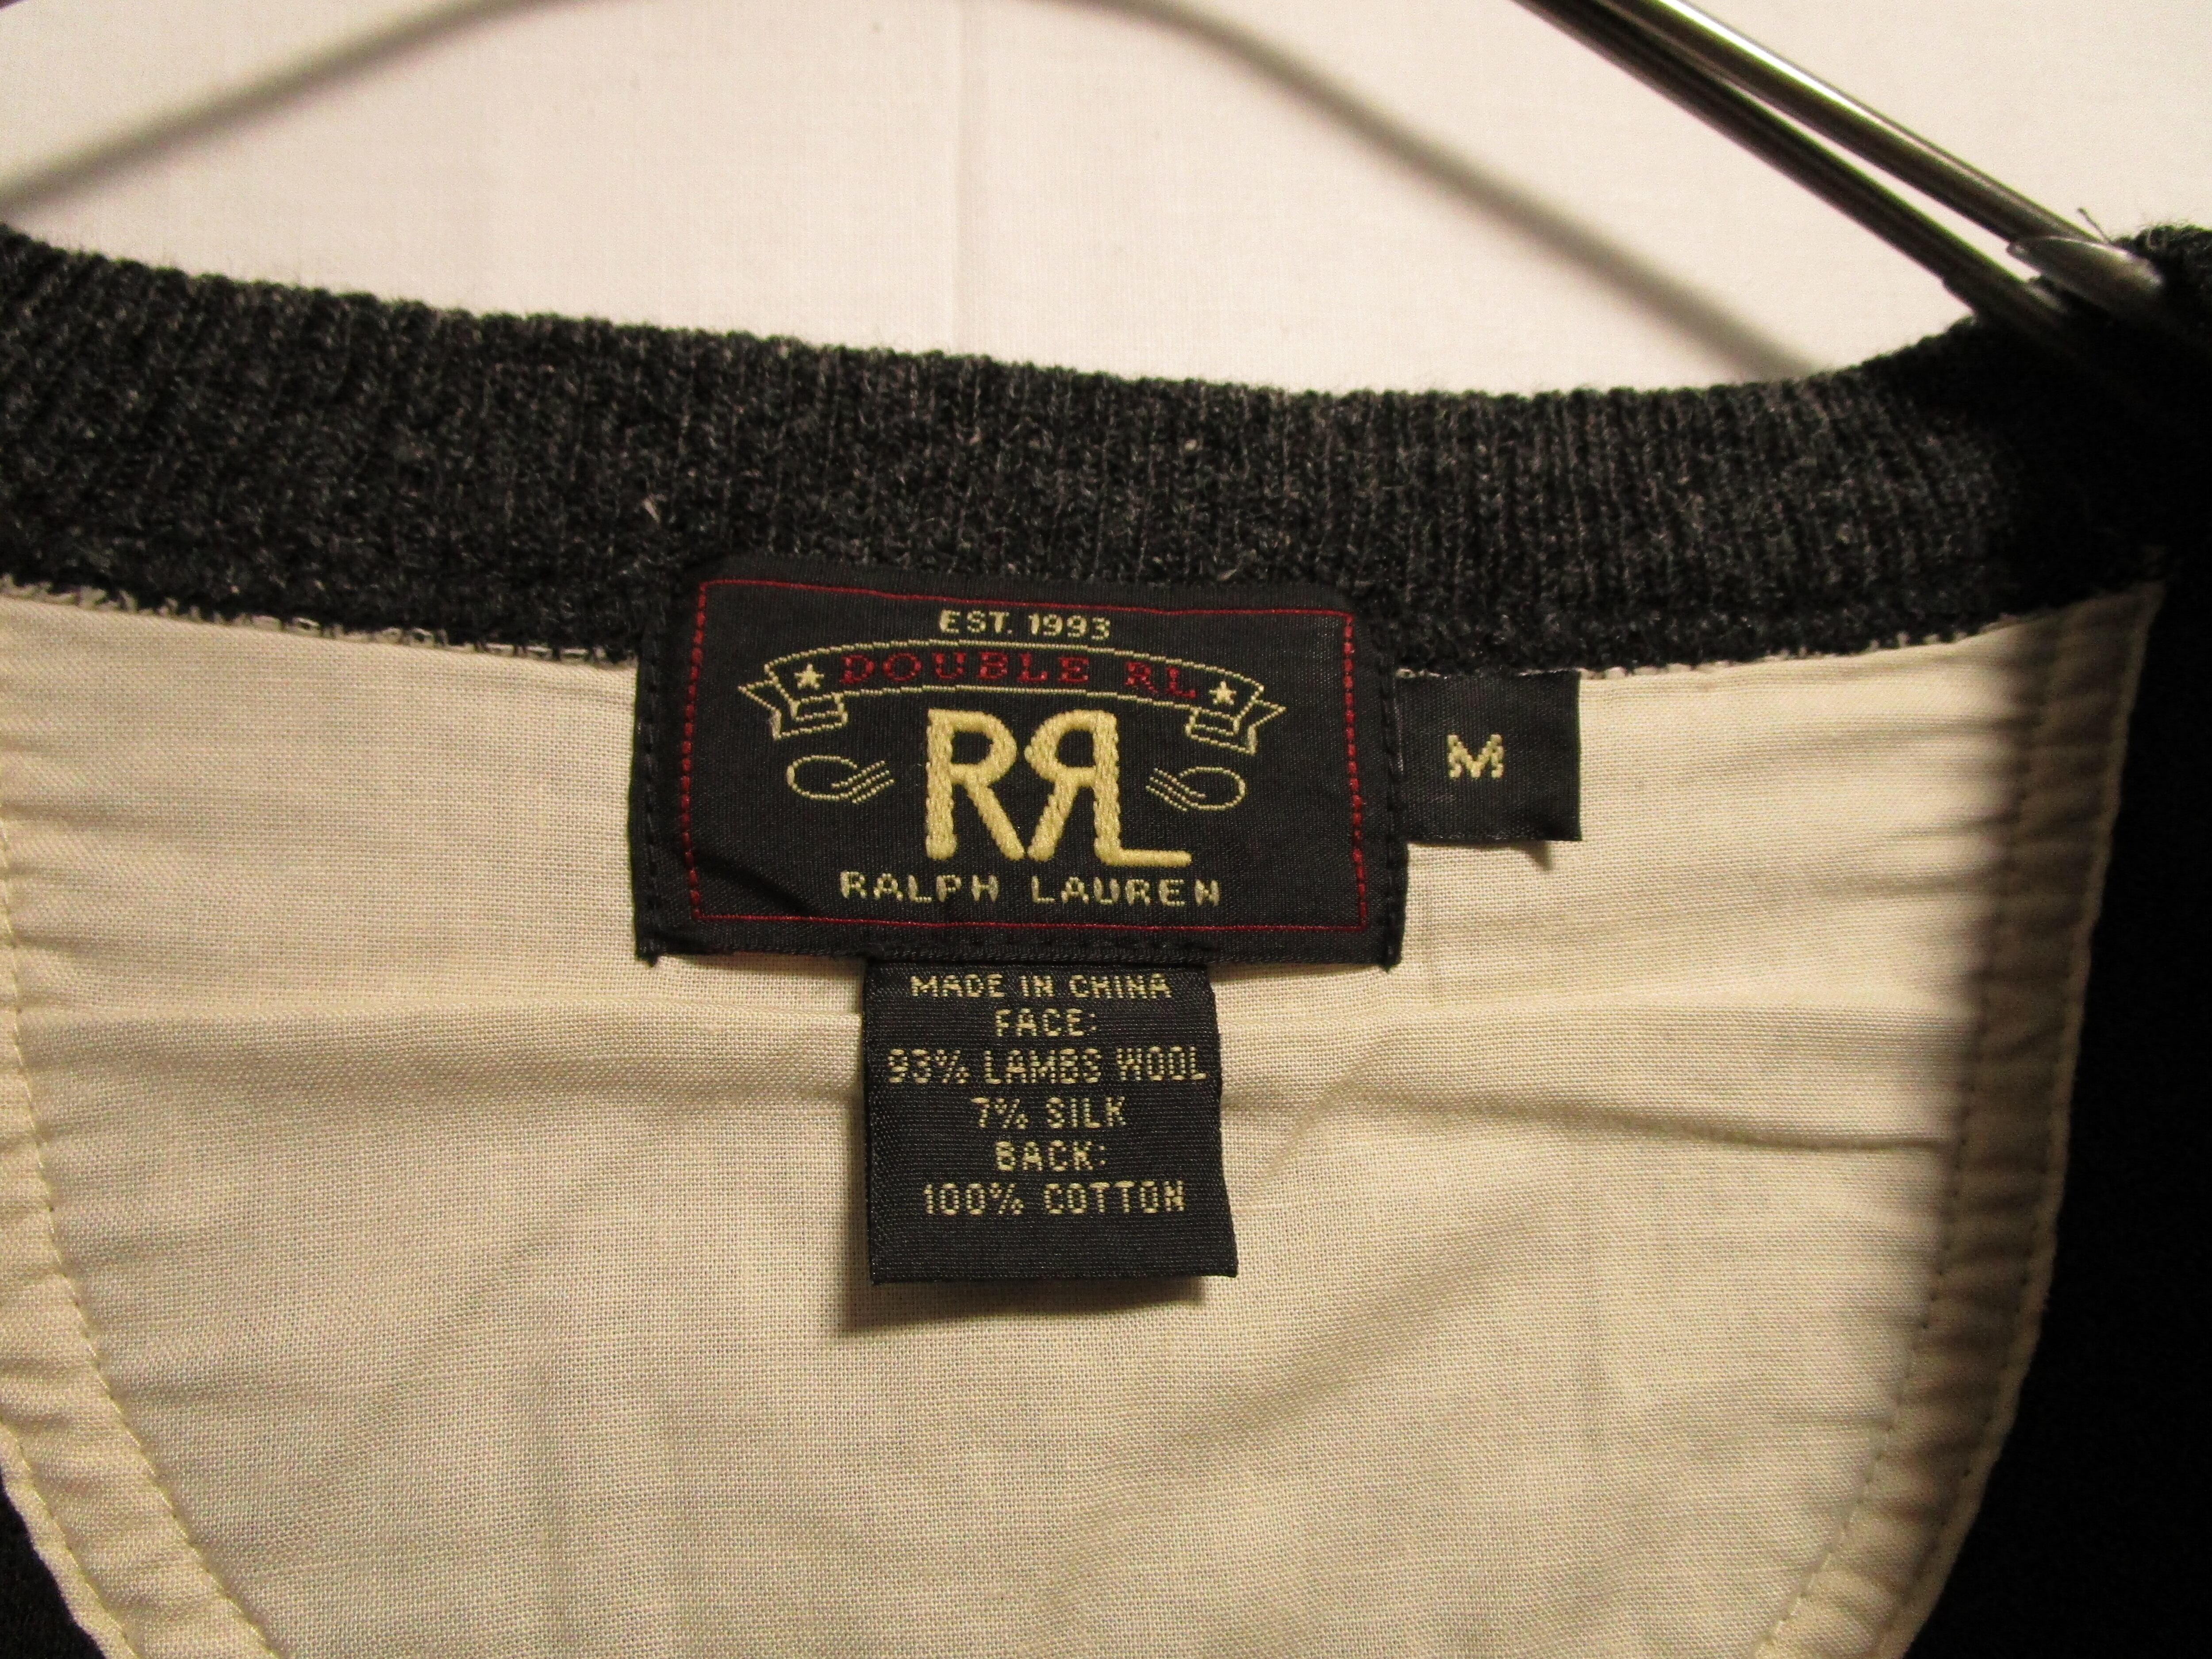 EST. 1993
DOUBLE RL
RRL
RALPH LAUREN
M
MADE IN CHINA
FACE:
93% LAMBS WOOL
7% SILK
BACK:
100% COTTON